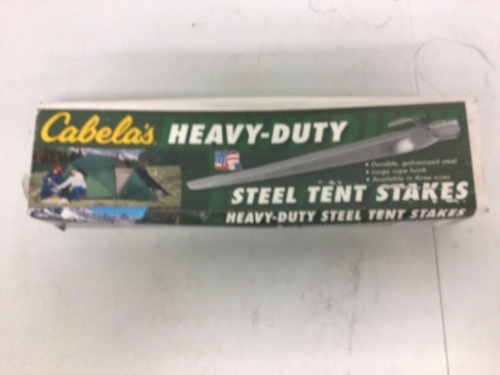 Cabela's HEAVY-DUTY
• Durable, galvanized steel
• Large rope hook
• Available in three sizes
STEEL TENT STAKES
HEAVY-DUTY STEEL TENT STAKES